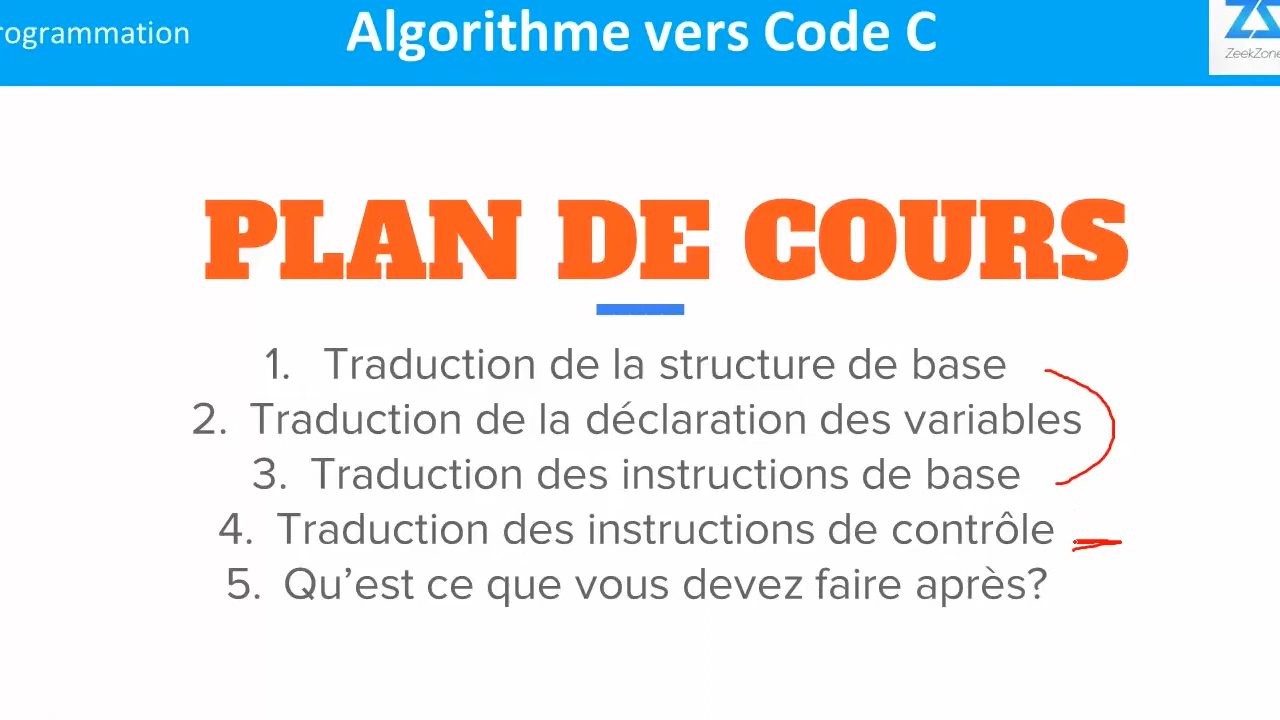 rogrammation
Algorithme vers Code C
ZeekZone
PLAN DE COURS
1. Traduction de la structure de base
2. Traduction de la déclaration des variables
3. Traduction des instructions de base
4. Traduction des instructions de contrôle
5. Qu’est ce que vous devez faire après?